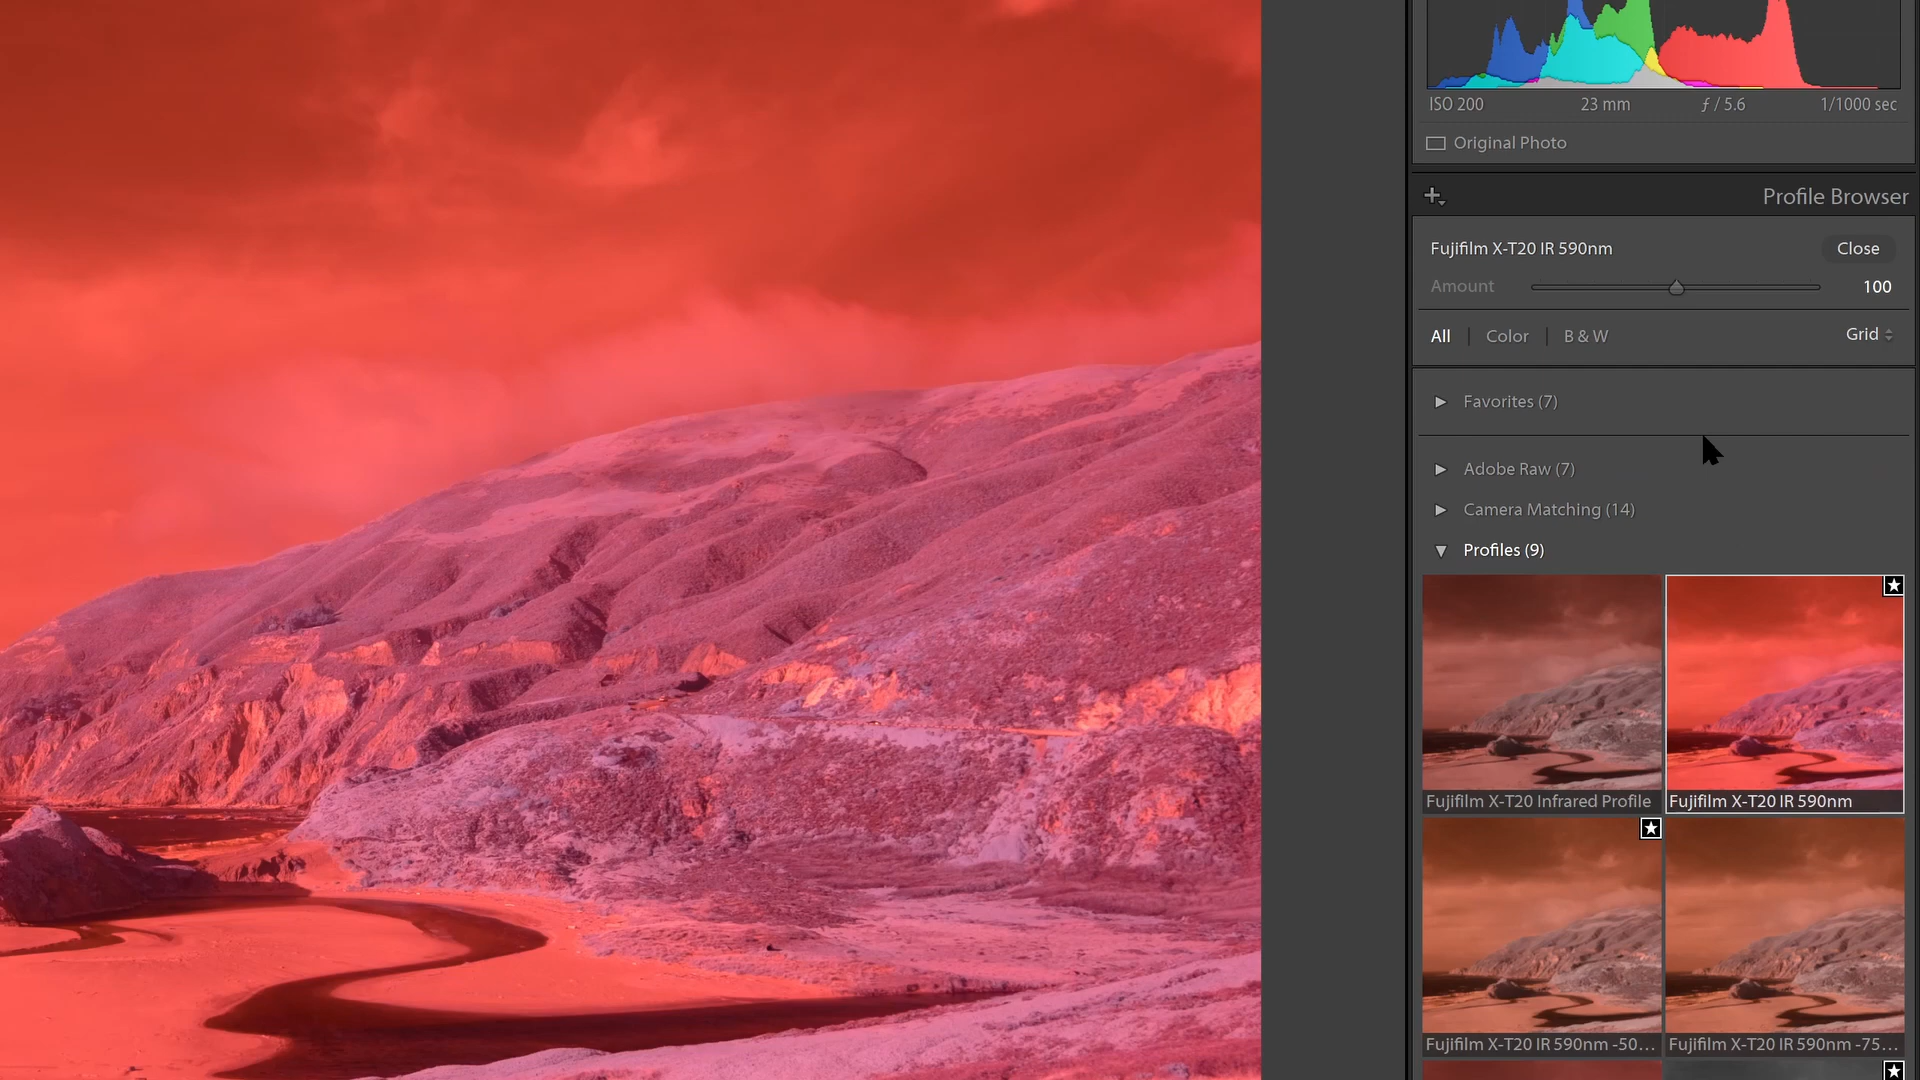 ISO 200 23 mm ƒ / 5.6 1/1000 sec
Original Photo
Profile Browser
Fujifilm X-T20 IR 590nm Close
Amount 100
All Color B & W Grid
Favorites (7)
Adobe Raw (7)
Camera Matching (14)
Profiles (9)
Fujifilm X-T20 Infrared Profile Fujifilm X-T20 IR 590nm
Fujifilm X-T20 IR 590nm -50... Fujifilm X-T20 IR 590nm -75...